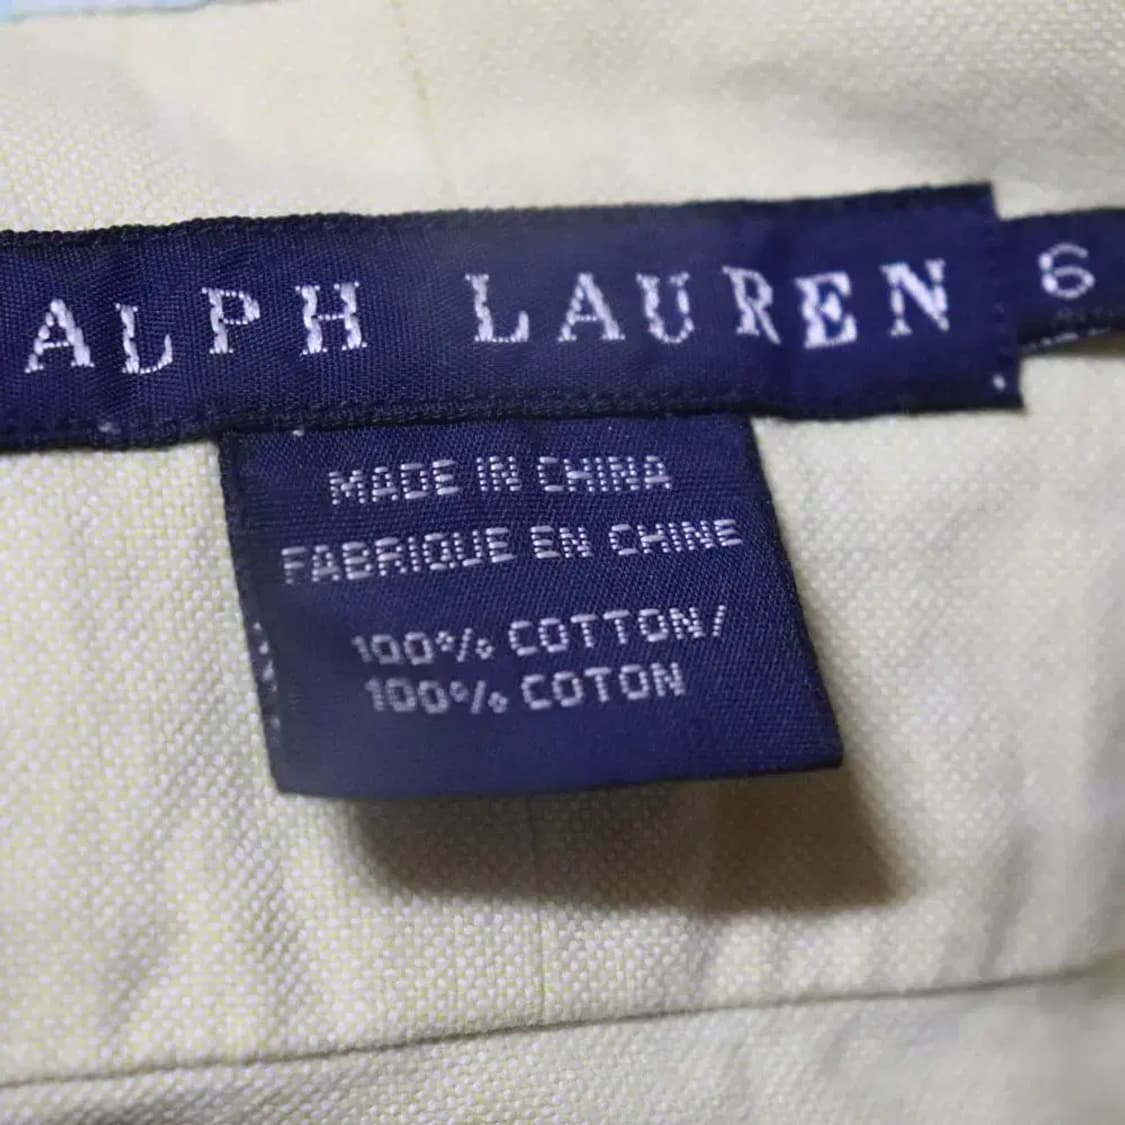 ALPH LAUREN 6
MADE IN CHINA
FABRIQUE EN CHINE
100% COTTON/
100% COTON